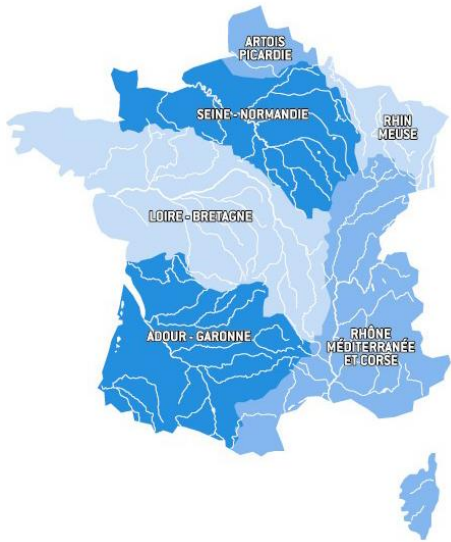 ARTOIS
PICARDIE
SEINE - NORMANDIE
RHIN
MEUSE
LOIRE - BRETAGNE
ADOUR - GARONNE
RHÔNE
MÉDITERRANÉE
ET CORSE